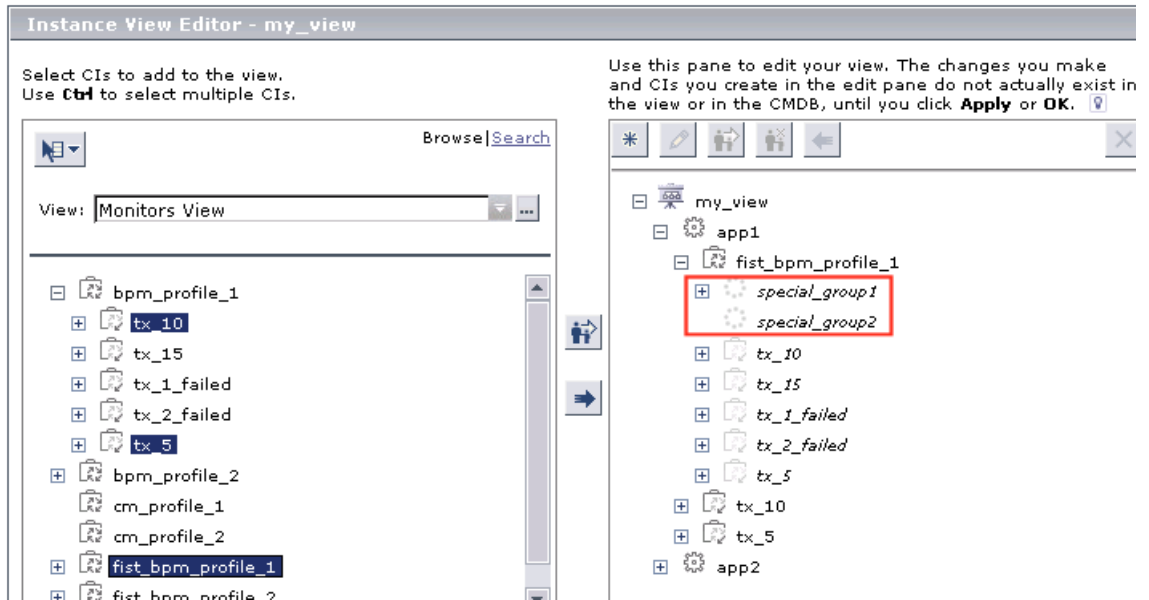 Instance View Editor - my_view
Select CIs to add to the view.
Use Ctrl to select multiple CIs.
Browse|Search
View: Monitors View
...
bpm_profile_1
tx_10
tx_15
tx_1_failed
tx_2_failed
tx_5
bpm_profile_2
cm_profile_1
cm_profile_2
fist_bpm_profile_1
fist_bpm_profile_2
Use this pane to edit your view. The changes you make
and CIs you create in the edit pane do not actually exist in
the view or in the CMDB, until you click Apply or OK.
my_view
app1
fist_bpm_profile_1
special_group1
special_group2
tx_10
tx_15
tx_1_failed
tx_2_failed
tx_5
tx_10
tx_5
app2